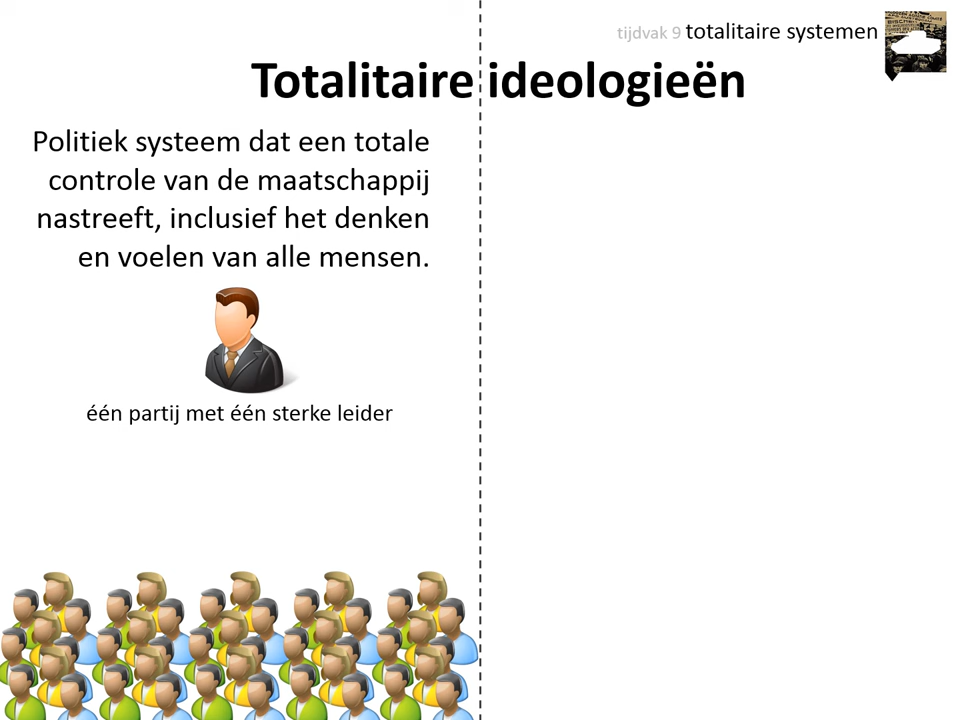 tijdvak 9 totalitaire systemen
Totalitaire ideologieën
Politiek systeem dat een totale
controle van de maatschappij
nastreeft, inclusief het denken
en voelen van alle mensen.
één partij met één sterke leider